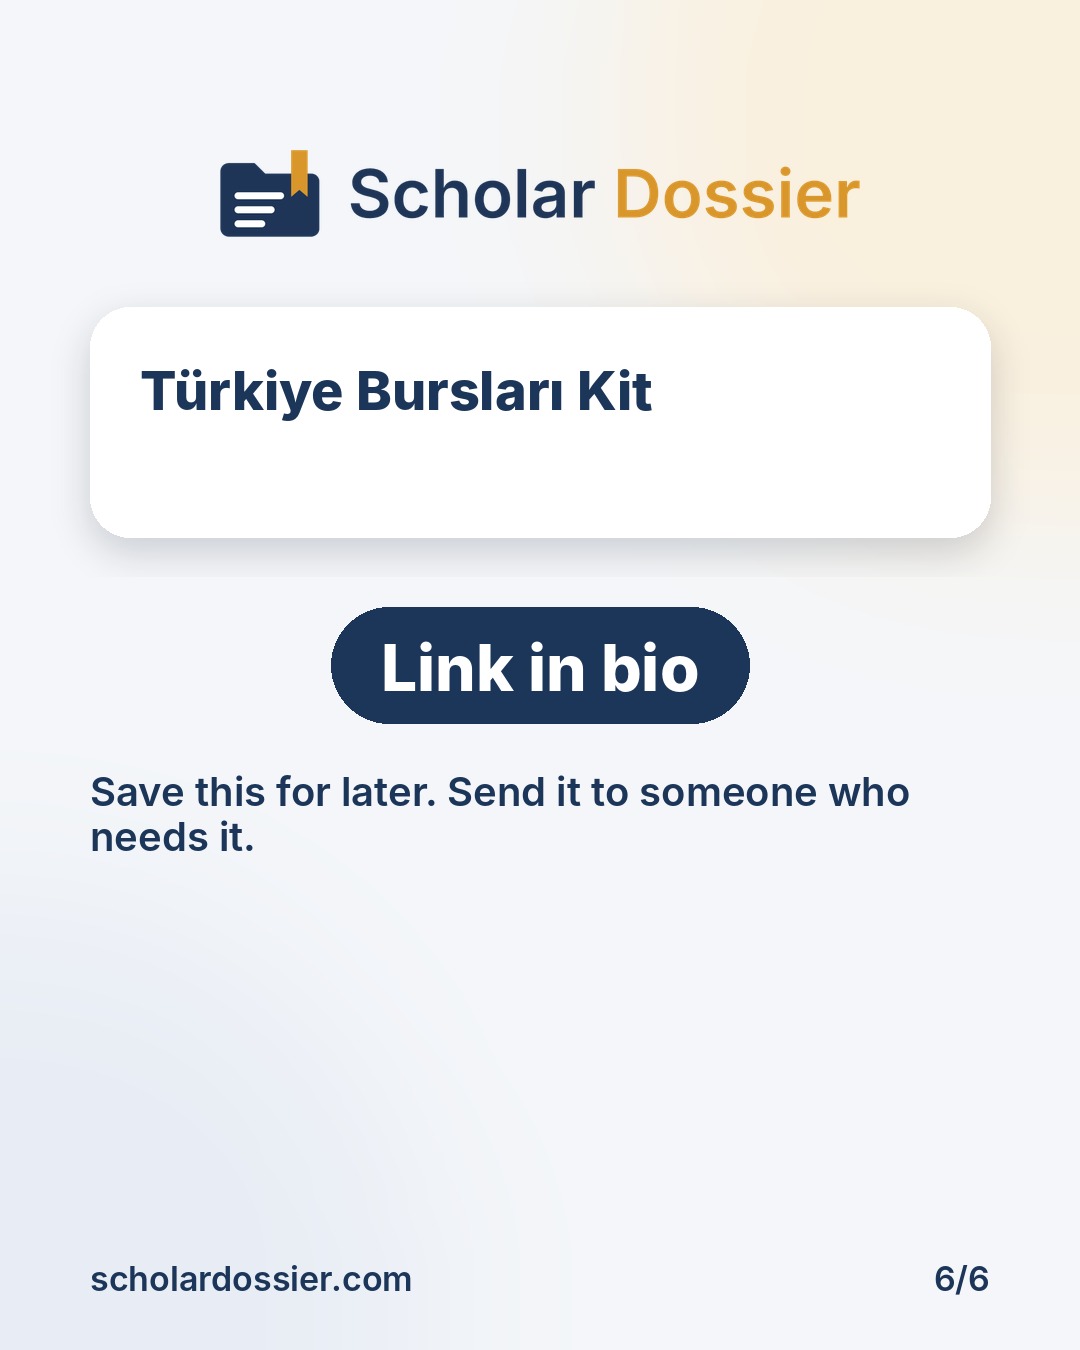 Scholar Dossier
Türkiye Bursları Kit
Link in bio
Save this for later. Send it to someone who
needs it.
scholardossier.com
6/6